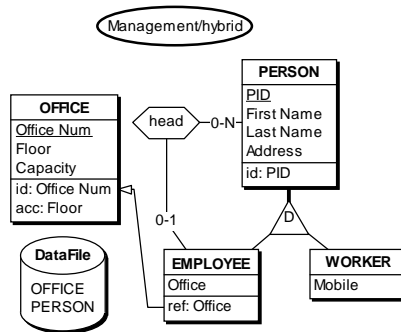 Management/hybrid
PERSON
PID
First Name
Last Name
Address
id: PID
OFFICE
Office Num
Floor
Capacity
id: Office Num
acc: Floor
head
0-N
0-1
D
DataFile
OFFICE
PERSON
EMPLOYEE
Office
ref: Office
WORKER
Mobile